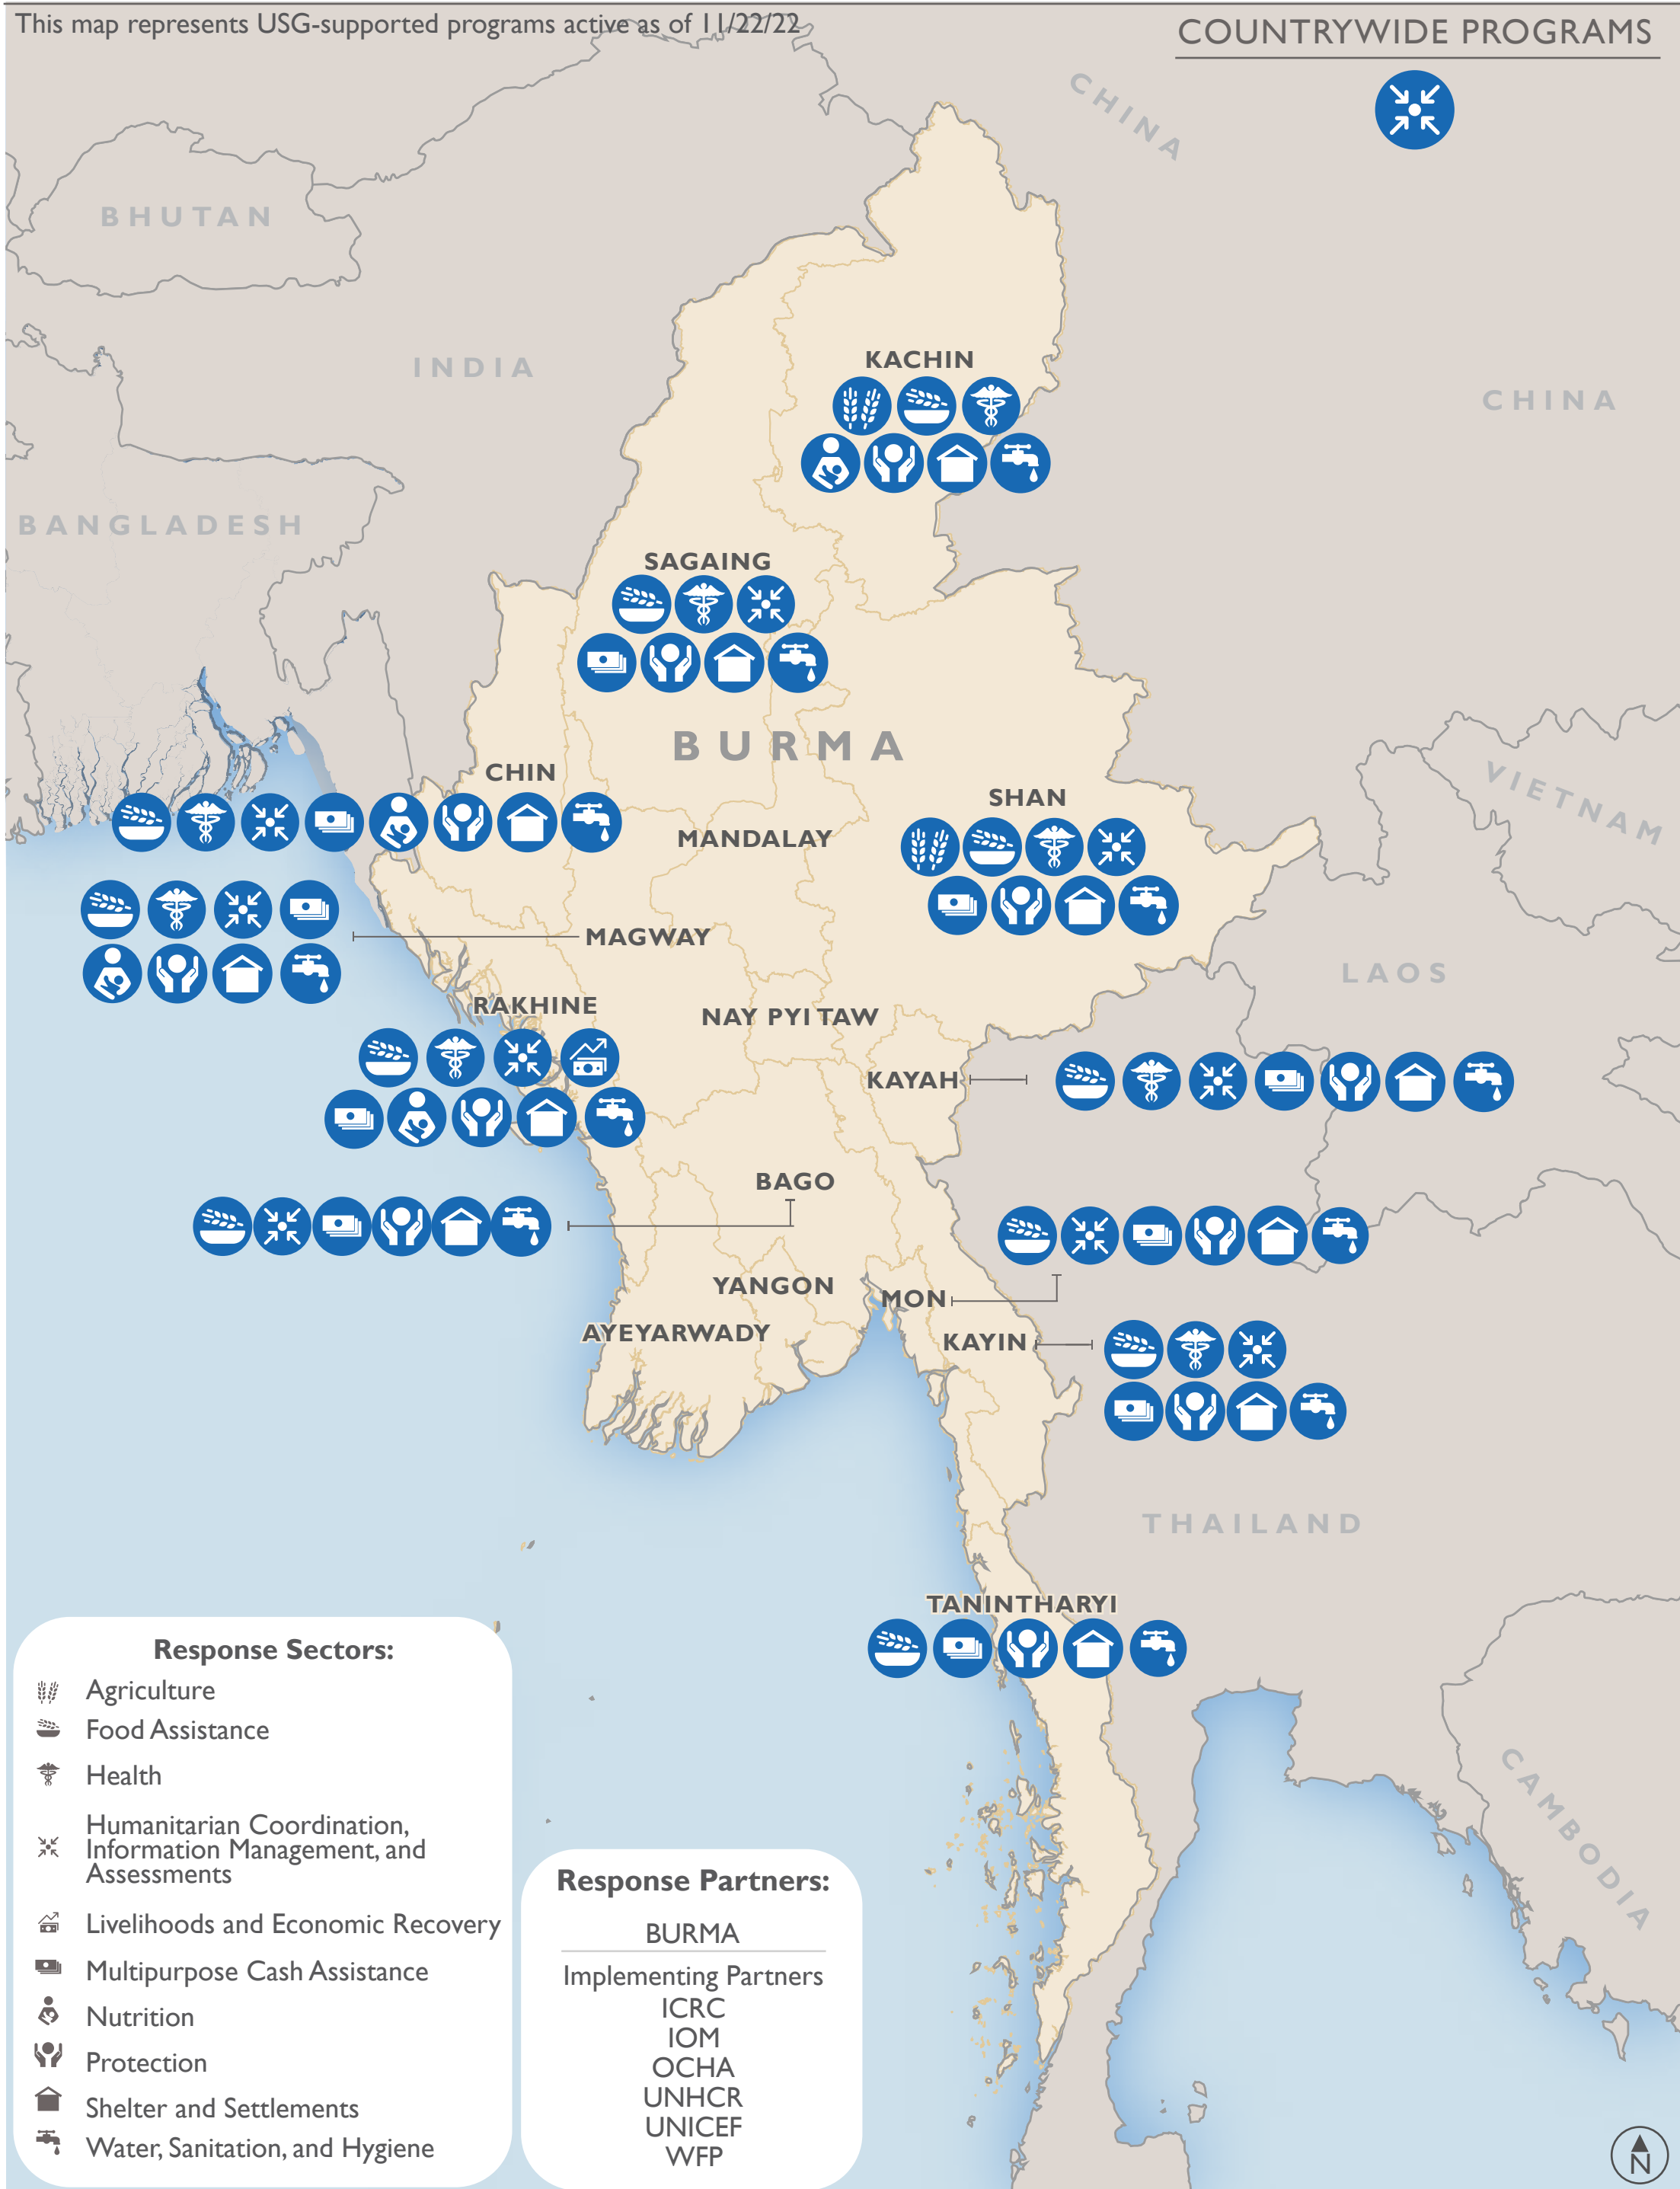 This map represents USG-supported programs active as of 11/22/22
COUNTRYWIDE PROGRAMS
CHINA
BHUTAN
INDIA
KACHIN
CHINA
BANGLADESH
SAGAING
BURMA
VIETNAM
CHIN
SHAN
MANDALAY
MAGWAY
LAOS
RAKHINE
NAY PYI TAW
KAYAH
BAGO
YANGON
MON
AYEYARWADY
KAYIN
THAILAND
TANINTHARYI
CAMBODIA
Response Sectors:
Agriculture
Food Assistance
Health
Humanitarian Coordination,
Information Management, and
Assessments
Livelihoods and Economic Recovery
Multipurpose Cash Assistance
Nutrition
Protection
Shelter and Settlements
Water, Sanitation, and Hygiene
Response Partners:
BURMA
Implementing Partners
ICRC
IOM
OCHA
UNHCR
UNICEF
WFP
N